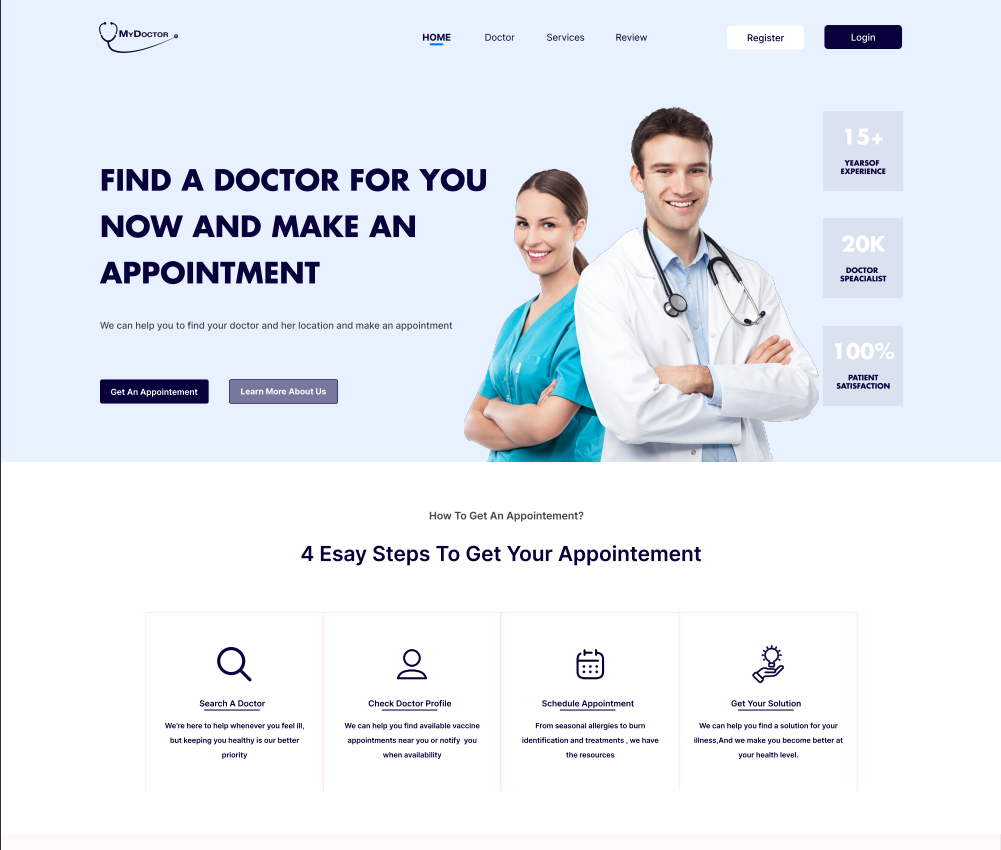 MYDOCTOR
HOME
Doctor
Services
Review
Register
Login
FIND A DOCTOR FOR YOU
NOW AND MAKE AN
APPOINTMENT
We can help you to find your doctor and her location and make an appointment
Get An Appointement
Learn More About Us
15+
YEARSOF
EXPERIENCE
20K
DOCTOR
SPEACIALIST
100%
PATIENT
SATISFACTION
How To Get An Appointement?
4 Esay Steps To Get Your Appointement
Search A Doctor
We're here to help whenever you feel ill,
but keeping you healthy is our better
priority
Check Doctor Profile
We can help you find available vaccine
appointments near you or notify you
when availability
Schedule Appointment
From seasonal allergies to burn
identification and treatments , we have
the resources
Get Your Solution
We can help you find a solution for your
illness,And we make you become better at
your health level.